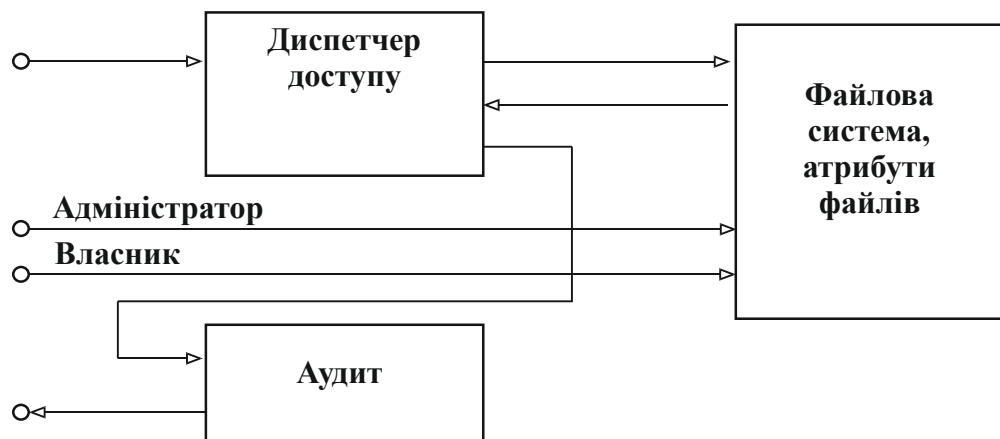 Диспетчер
доступу
Файлова
система,
атрибути
файлів
Адміністратор
Власник
Аудит